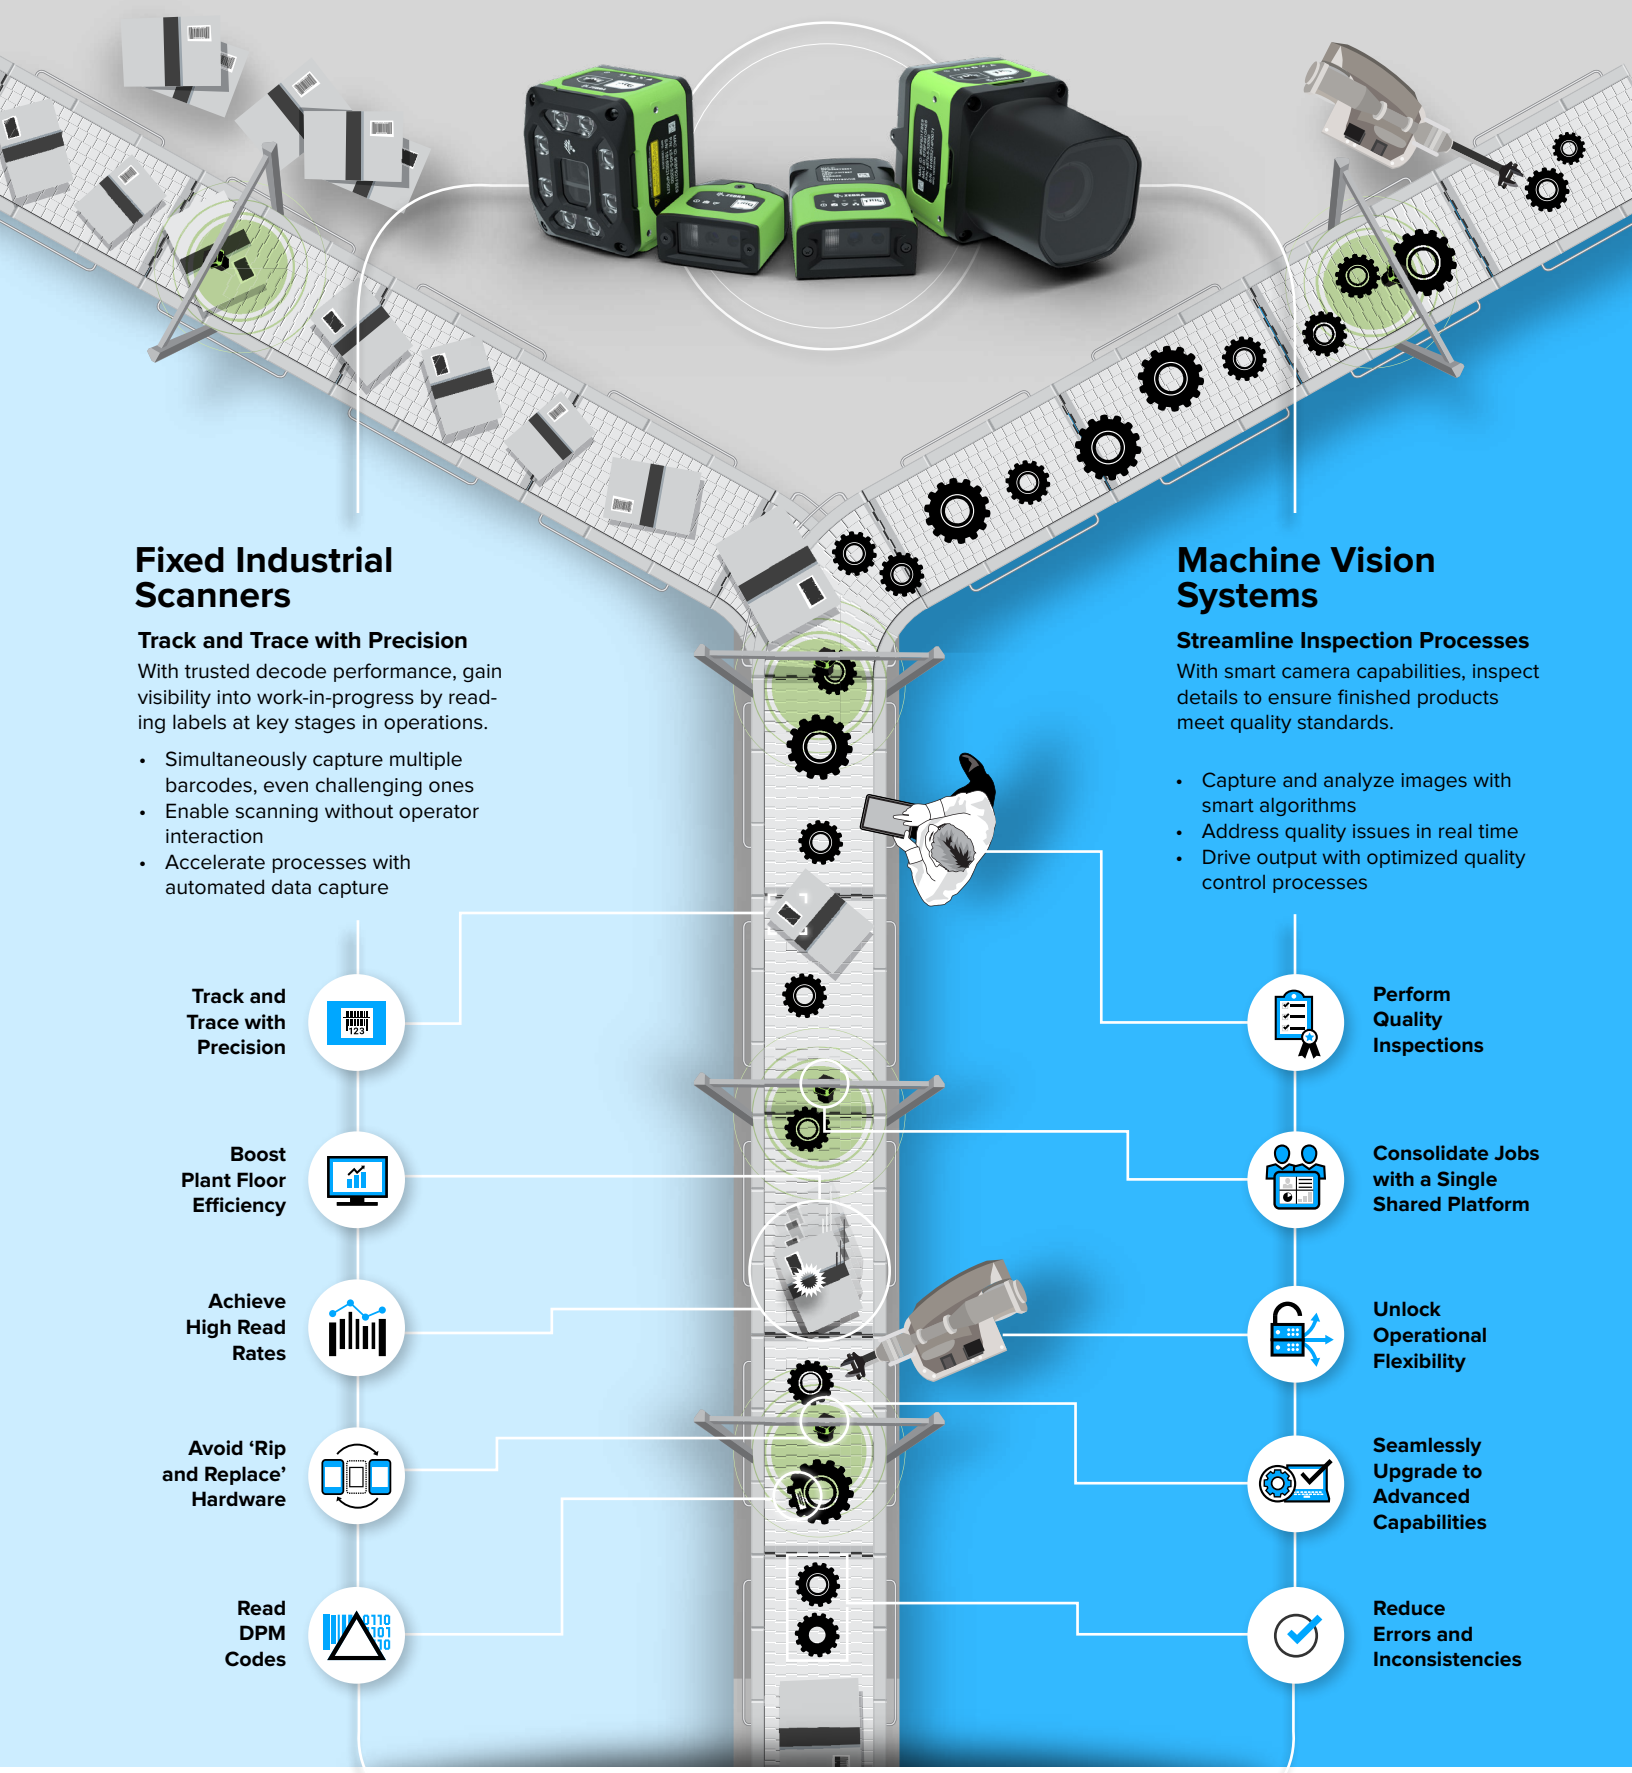 Fixed Industrial
Scanners
Track and Trace with Precision
With trusted decode performance, gain
visibility into work-in-progress by read-
ing labels at key stages in operations.
• Simultaneously capture multiple
barcodes, even challenging ones
• Enable scanning without operator
interaction
• Accelerate processes with
automated data capture
Machine Vision
Systems
Streamline Inspection Processes
With smart camera capabilities, inspect
details to ensure finished products
meet quality standards.
• Capture and analyze images with
smart algorithms
• Address quality issues in real time
• Drive output with optimized quality
control processes
Track and
Trace with
Precision
123
Boost
Plant Floor
Efficiency
Achieve
High Read
Rates
Avoid ‘Rip
and Replace’
Hardware
Read
DPM
Codes
0110
101
10
Perform
Quality
Inspections
Consolidate Jobs
with a Single
Shared Platform
Unlock
Operational
Flexibility
Seamlessly
Upgrade to
Advanced
Capabilities
Reduce
Errors and
Inconsistencies